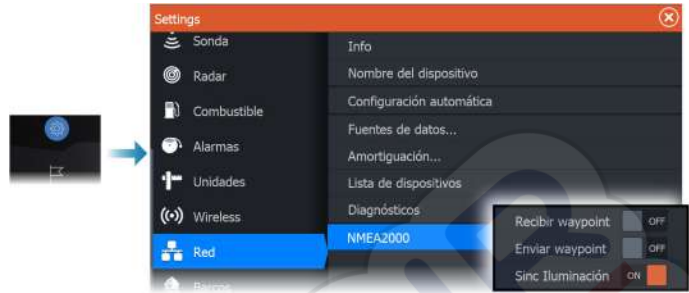 Settings
Sonda
Radar
Combustible
Alarmas
Unidades
Wireless
Red
Barcos
Info
Nombre del dispositivo
Configuración automática
Fuentes de datos...
Amortiguación...
Lista de dispositivos
Diagnósticos
NMEA2000
Recibir waypoint OFF
Enviar waypoint OFF
Sinc Iluminación ON